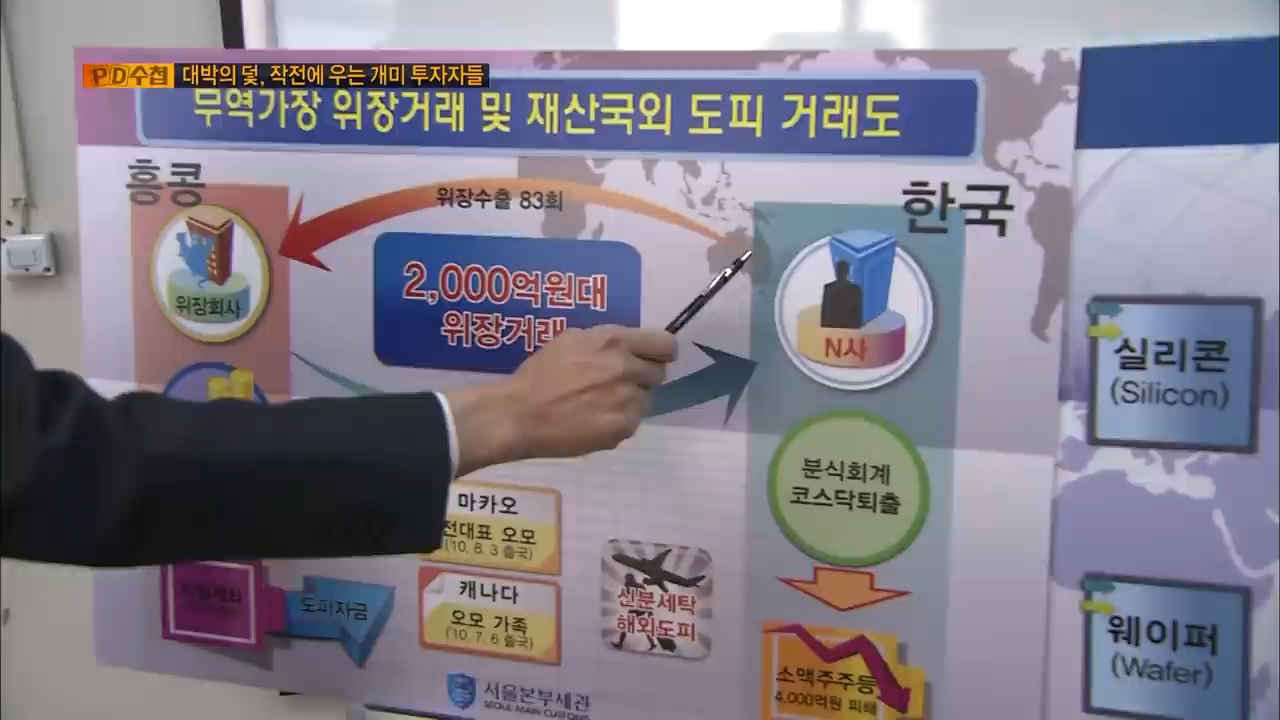 PD수첩 대박의 덫, 작전에 우는 개미 투자자들
무역가장 위장거래 및 재산국외 도피 거래도
홍콩
위장수출 83회
한국
위장회사
2,000억원대
위장거래
N사
실리콘
(Silicon)
분식회계
코스닥퇴출
마카오
전대표 오모
('10. 8. 3 출국)
도피자금
캐나다
오모 가족
('10. 7. 6 출국)
신분세탁
해외도피
웨이퍼
(Wafer)
소액주주등
4,000억원 피해
서울본부세관
SEOUL MAIN CUSTOMS